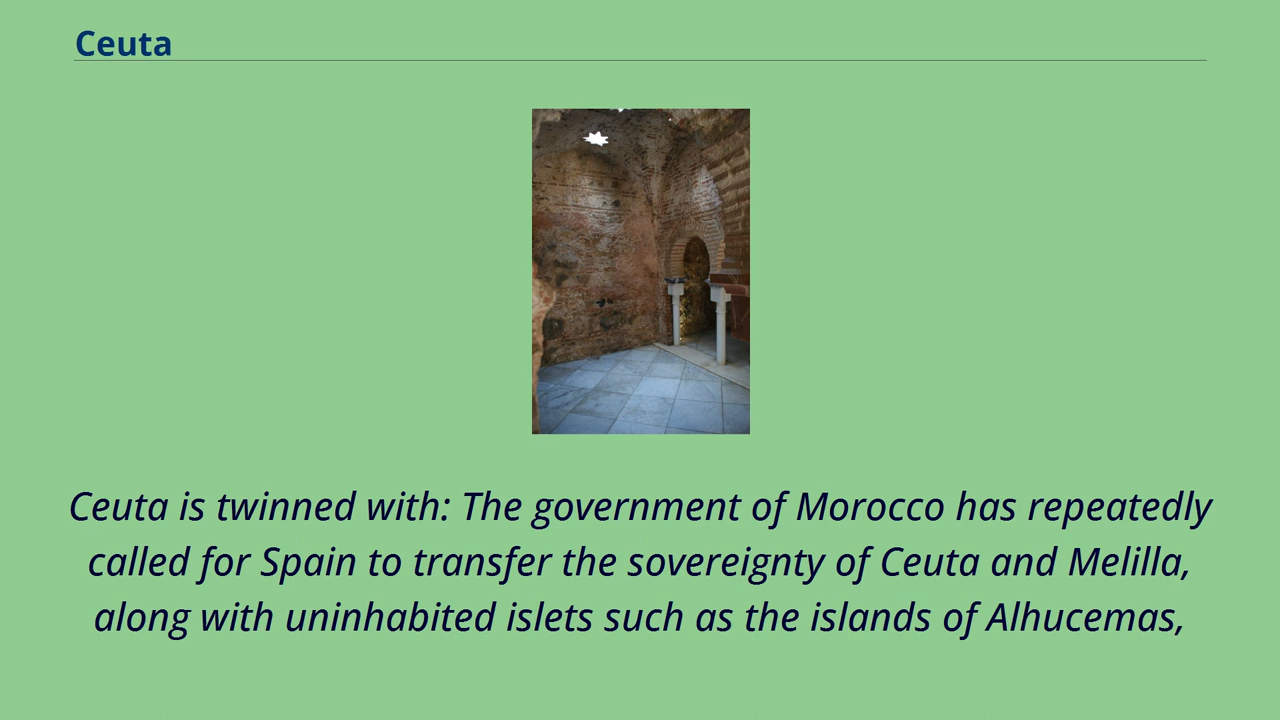 Ceuta
Ceuta is twinned with: The government of Morocco has repeatedly
called for Spain to transfer the sovereignty of Ceuta and Melilla,
along with uninhabited islets such as the islands of Alhucemas,